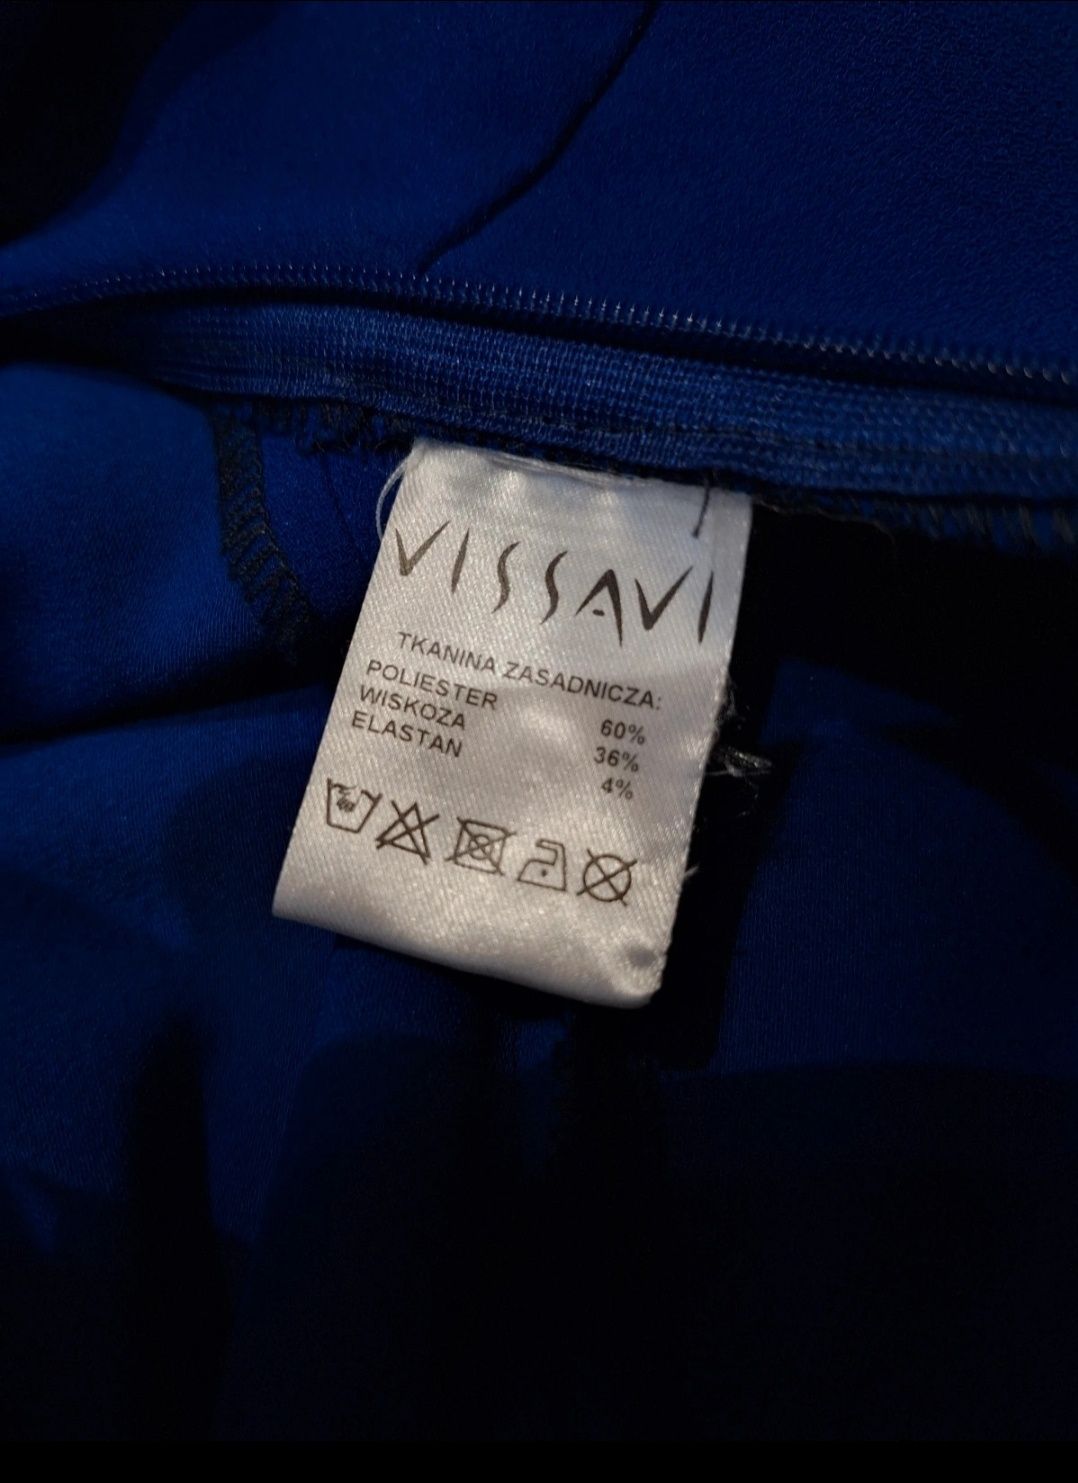 VISSAVI
TKANINA ZASADNICZA:
POLIESTER 60%
WISKOZA 36%
ELASTAN 4%